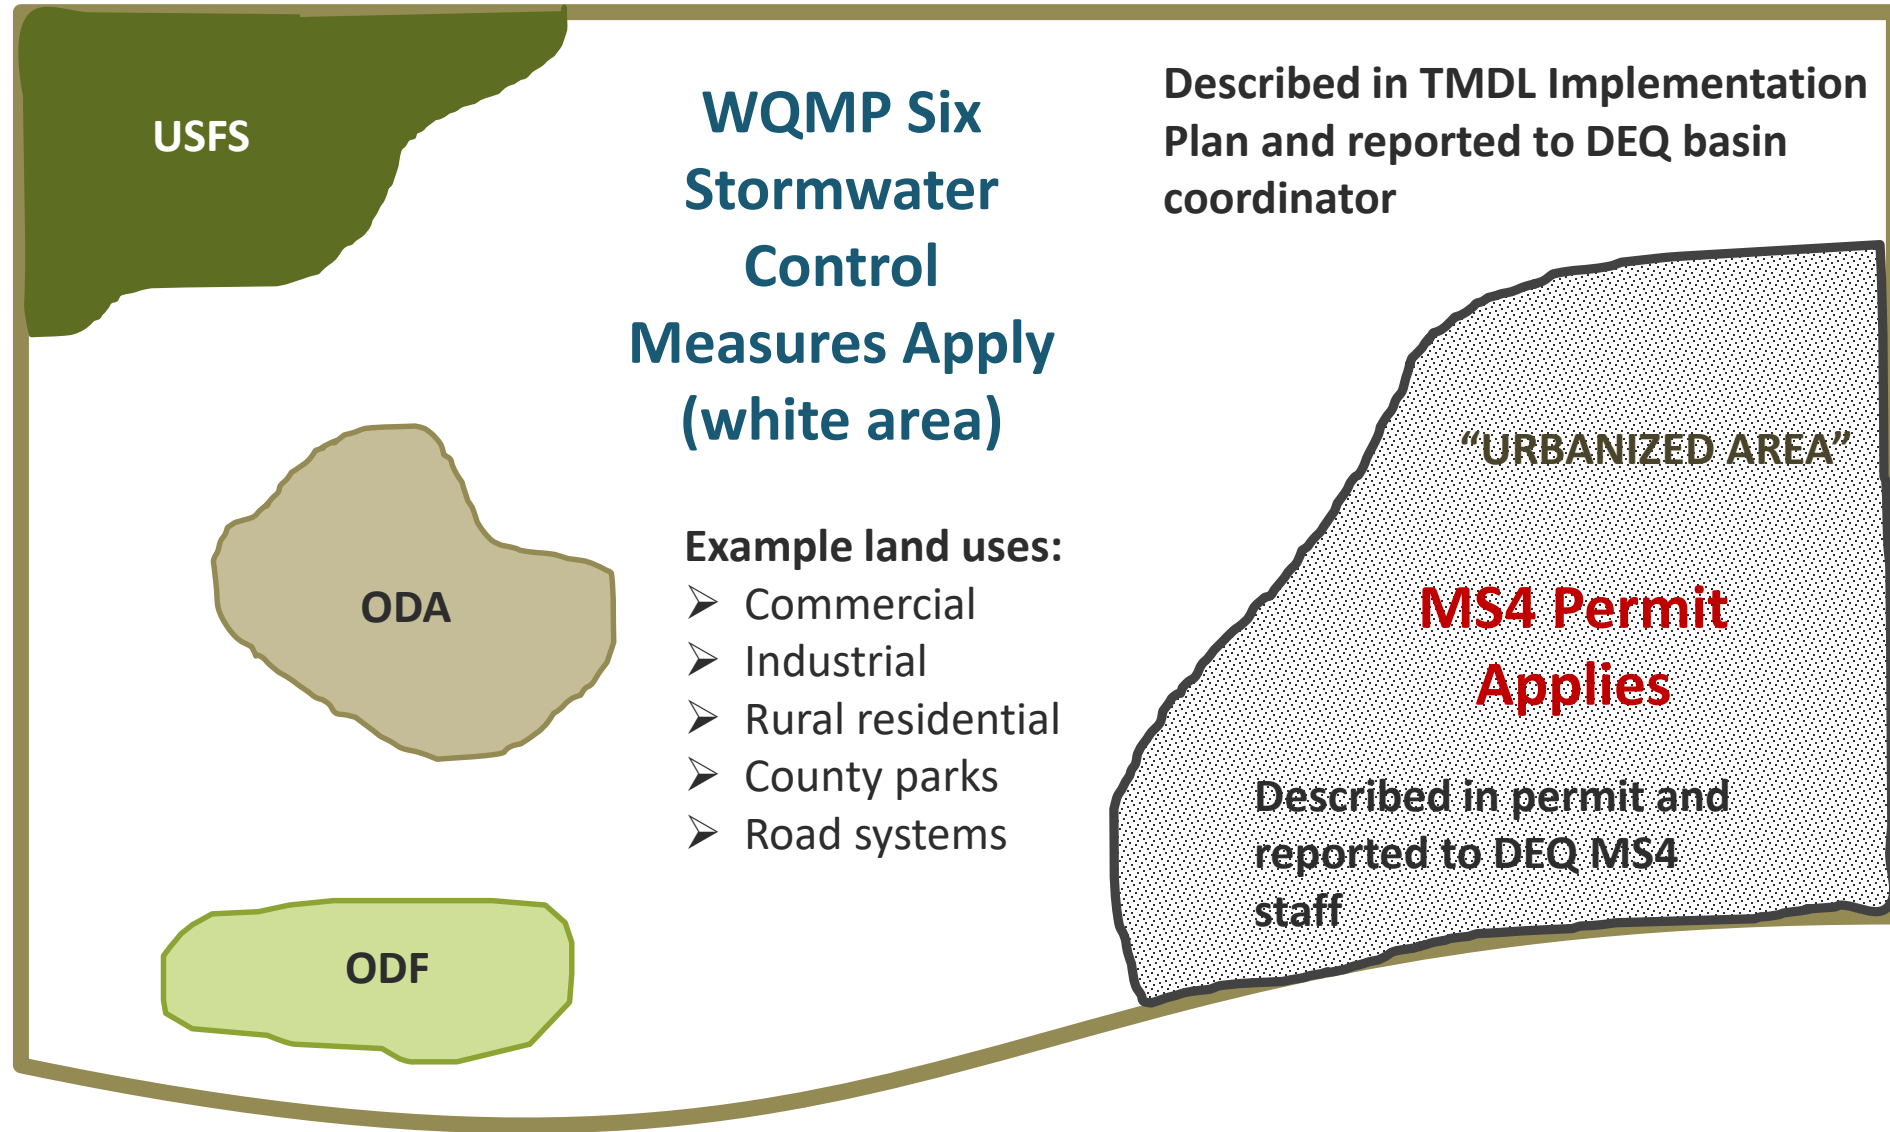 USFS
WQMP Six
Stormwater
Control
Measures Apply
(white area)
Described in TMDL Implementation
Plan and reported to DEQ basin
coordinator
“URBANIZED AREA”
ODA
Example land uses:
➢ Commercial
➢ Industrial
➢ Rural residential
➢ County parks
➢ Road systems
MS4 Permit
Applies
Described in permit and
reported to DEQ MS4
staff
ODF